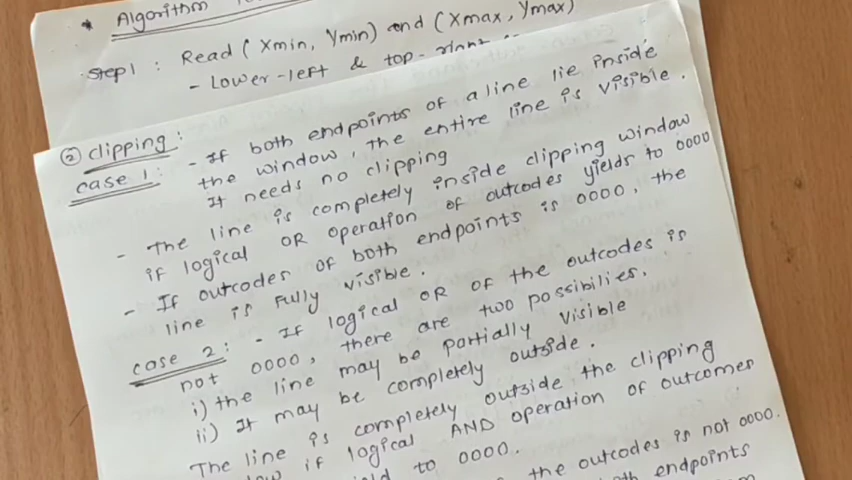 * Algorithm
Step1 : Read (Xmin, Ymin) and (Xmax, Ymax)
- Lower-left & top-right
② clipping :
case 1: - If both endpoints of a line lie inside
the window, the entire line is visible.
It needs no clipping
- The line is completely inside clipping window
if logical OR operation of outcodes yields to 0000
- If outcodes of both endpoints is 0000, the
line is fully visible.
case 2: - If logical OR of the outcodes is
not 0000, there are two possibilies.
i) the line may be partially visible
ii) It may be completely outside.
The line is completely outside the clipping
if logical AND operation of outcomes
to 0000.
the outcodes is not 0000.
endpoints